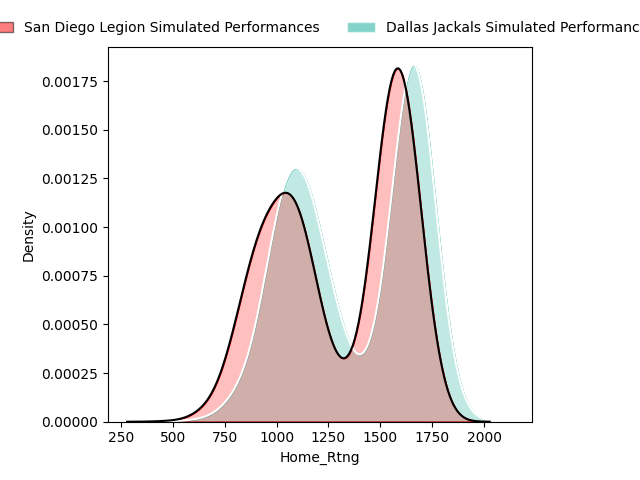 San Diego Legion Simulated Performances
Dallas Jackals Simulated Performanc
0.00175
0.00150
0.00125
0.00100
0.00075
0.00050
0.00025
0.00000
Density
250 500 750 1000 1250 1500 1750 2000
Home_Rtng